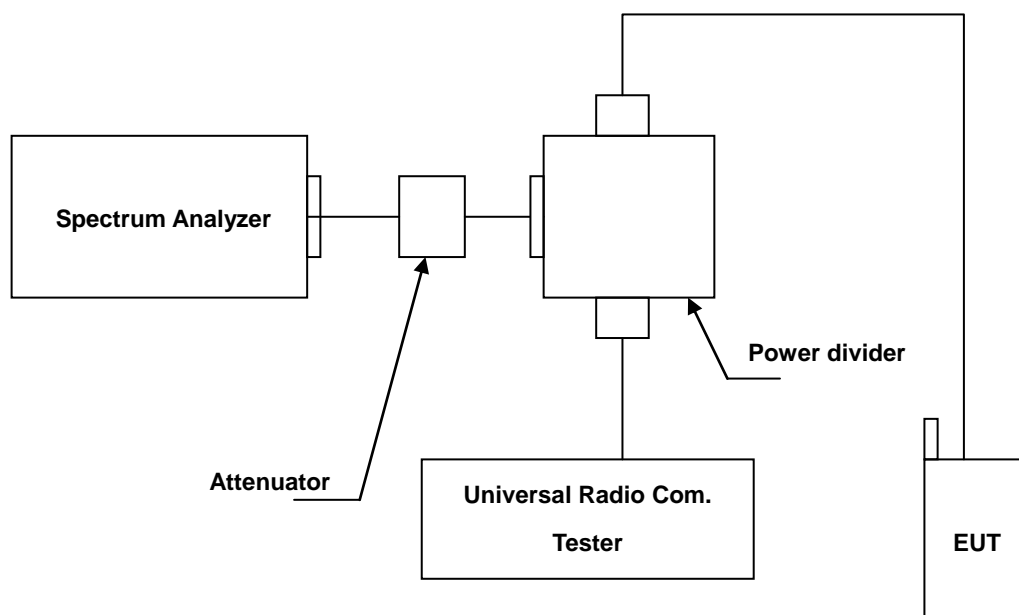 Spectrum Analyzer
Power divider
Attenuator
Universal Radio Com.
Tester
EUT